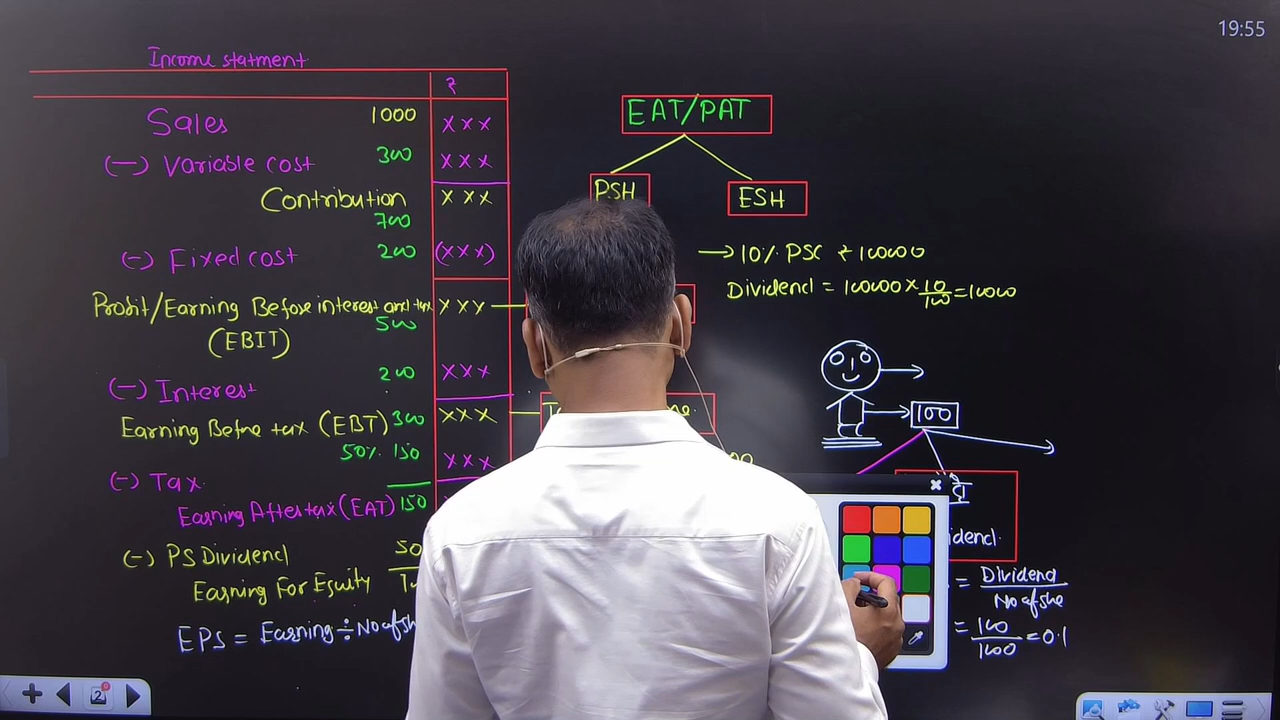 19:55
Income statment
₹
Sales 1000 xxx
(-) Variable cost 300 xxx
Contribution xxx
700
(-) Fixed cost 200 (xxx)
Profit/Earning Before interest and tax xxx
500
(EBIT)
(-) Interest 200 xxx
Earning Before tax (EBT) 300 xxx
50% 150 xxx
(-) Tax
Earning After tax (EAT) 150
(-) PS Dividend 50
Earning For Equity
EPS = Earning ÷ No of sh
EAT/PAT
PSH ESH
→ 10% PSC ₹ 10000
Dividend = 10000 × 10/100 = 1000
100
= Dividend / No of she
= 100 / 1000 = 0.1
2